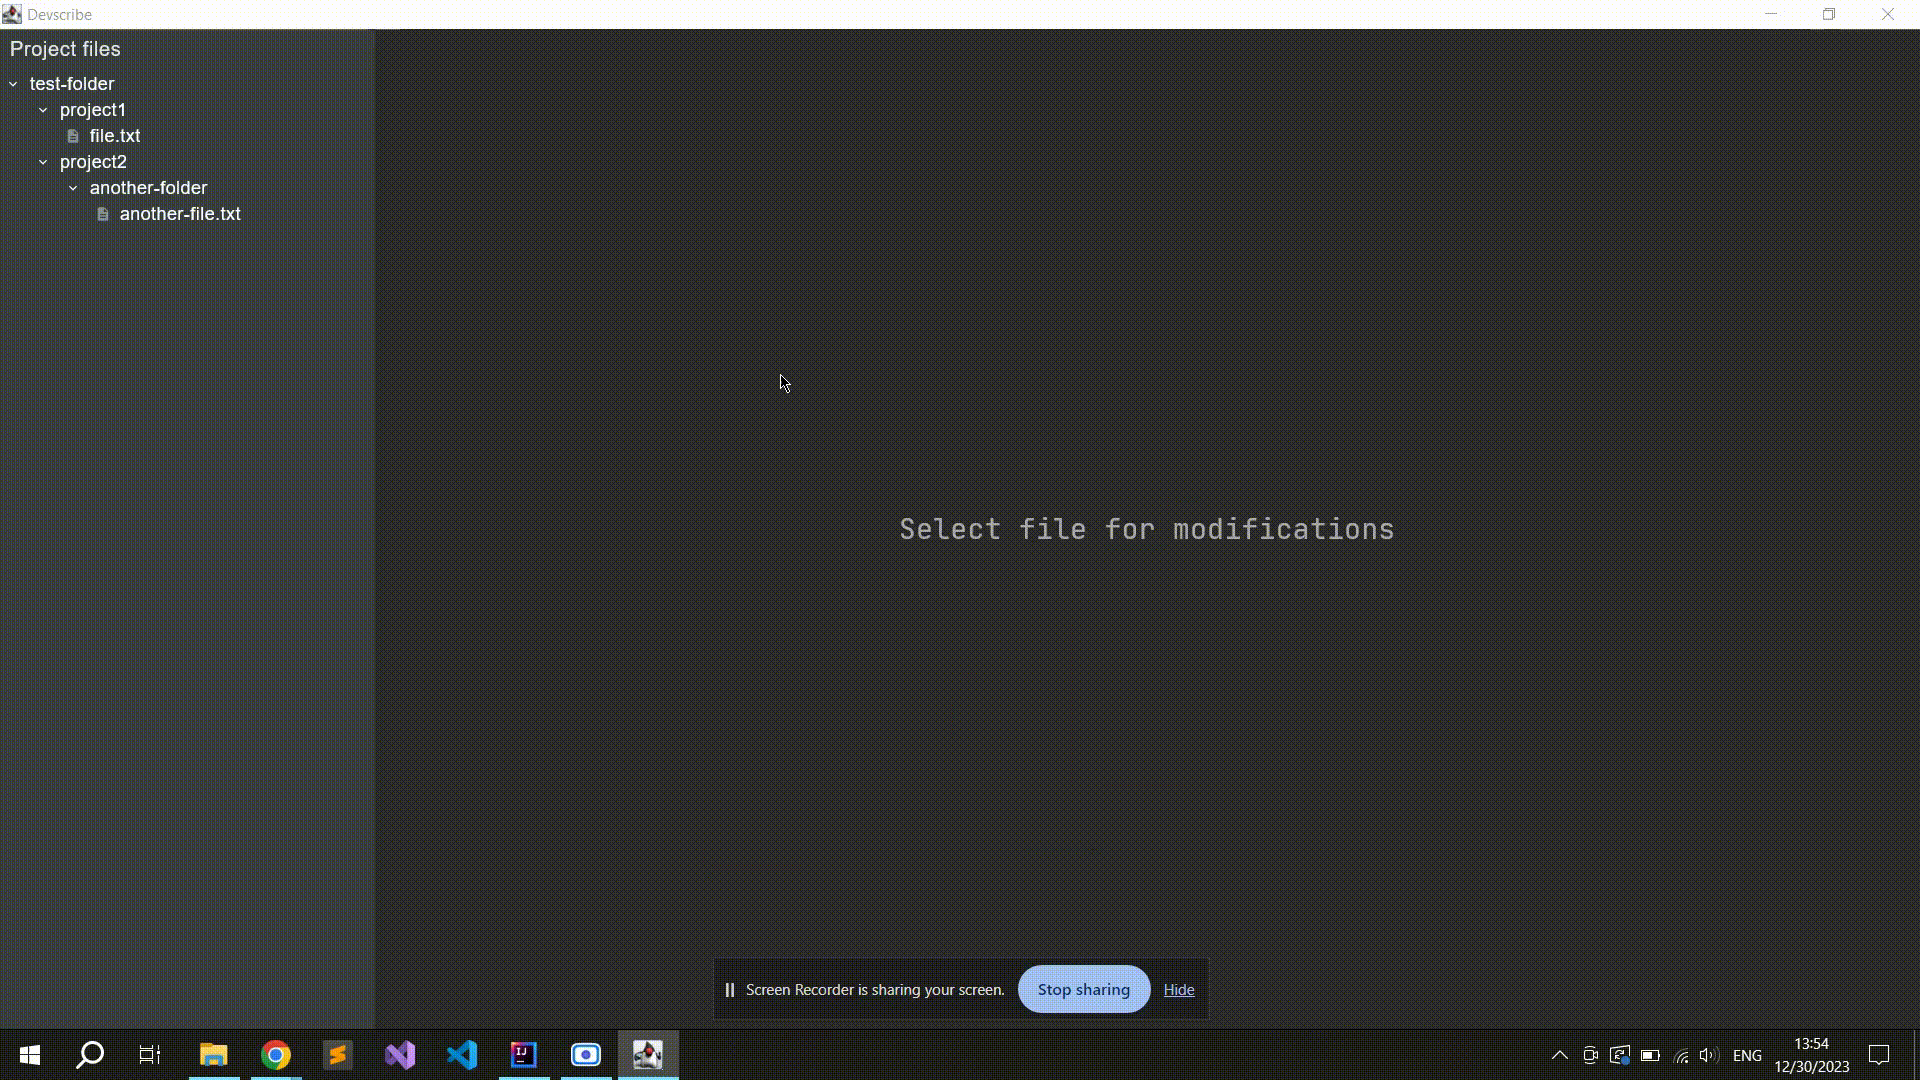 Devscribe
Project files
test-folder
project1
file.txt
project2
another-folder
another-file.txt
Select file for modifications
Screen Recorder is sharing your screen. Stop sharing Hide
ENG
13:54
12/30/2023